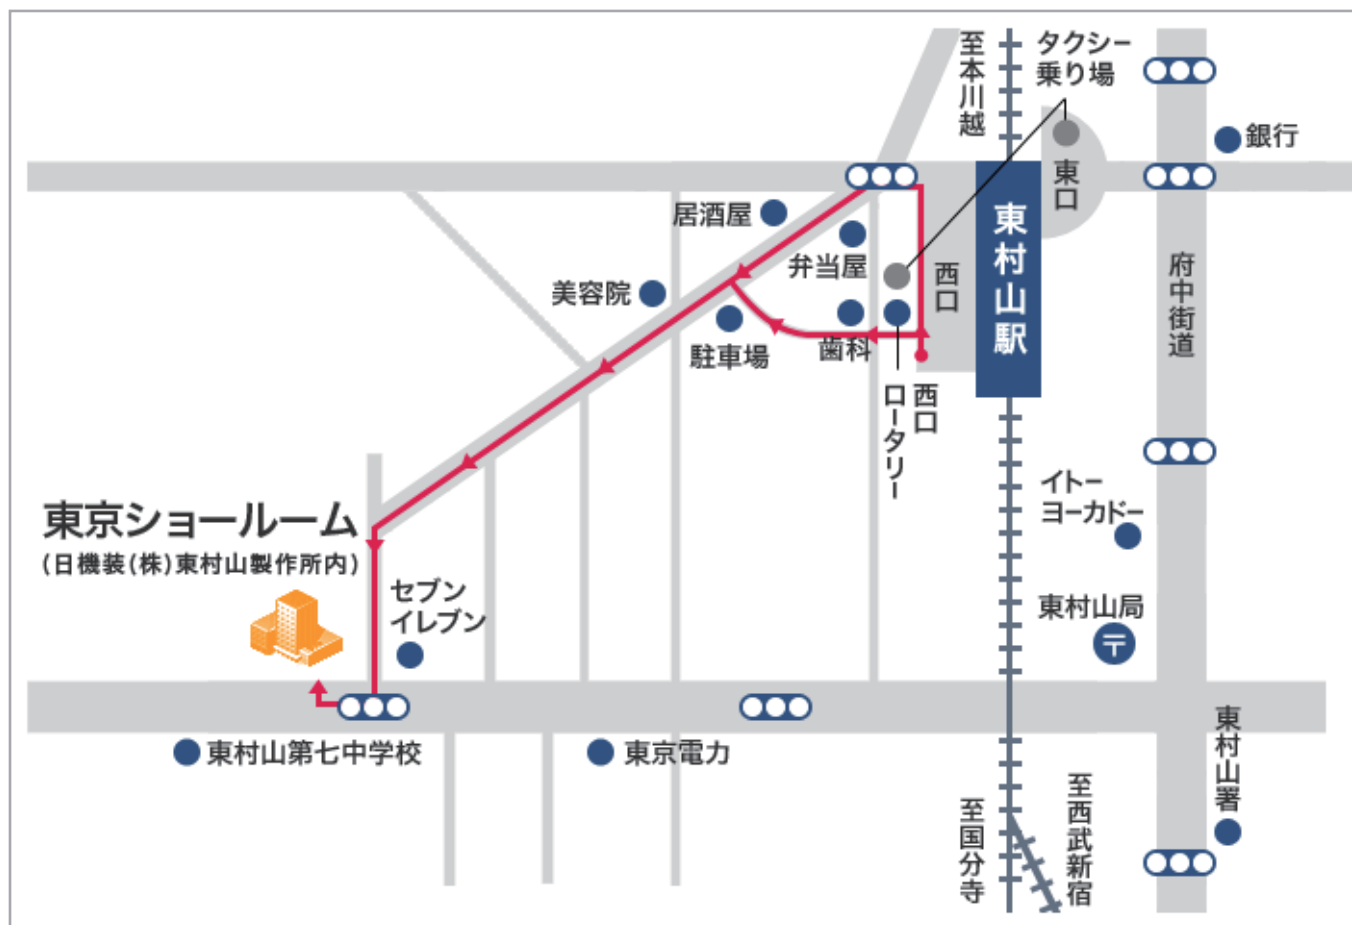 至本川越
タクシー
乗り場
銀行
東口
居酒屋
東村山駅
弁当屋
西口
府中街道
美容院
駐車場
歯科
西口
ロータリー
イトー
ヨーカドー
東京ショールーム
(日機装(株)東村山製作所内)
セブン
イレブン
東村山局
〒
東村山第七中学校
東京電力
東村山署
至国分寺
至西武新宿